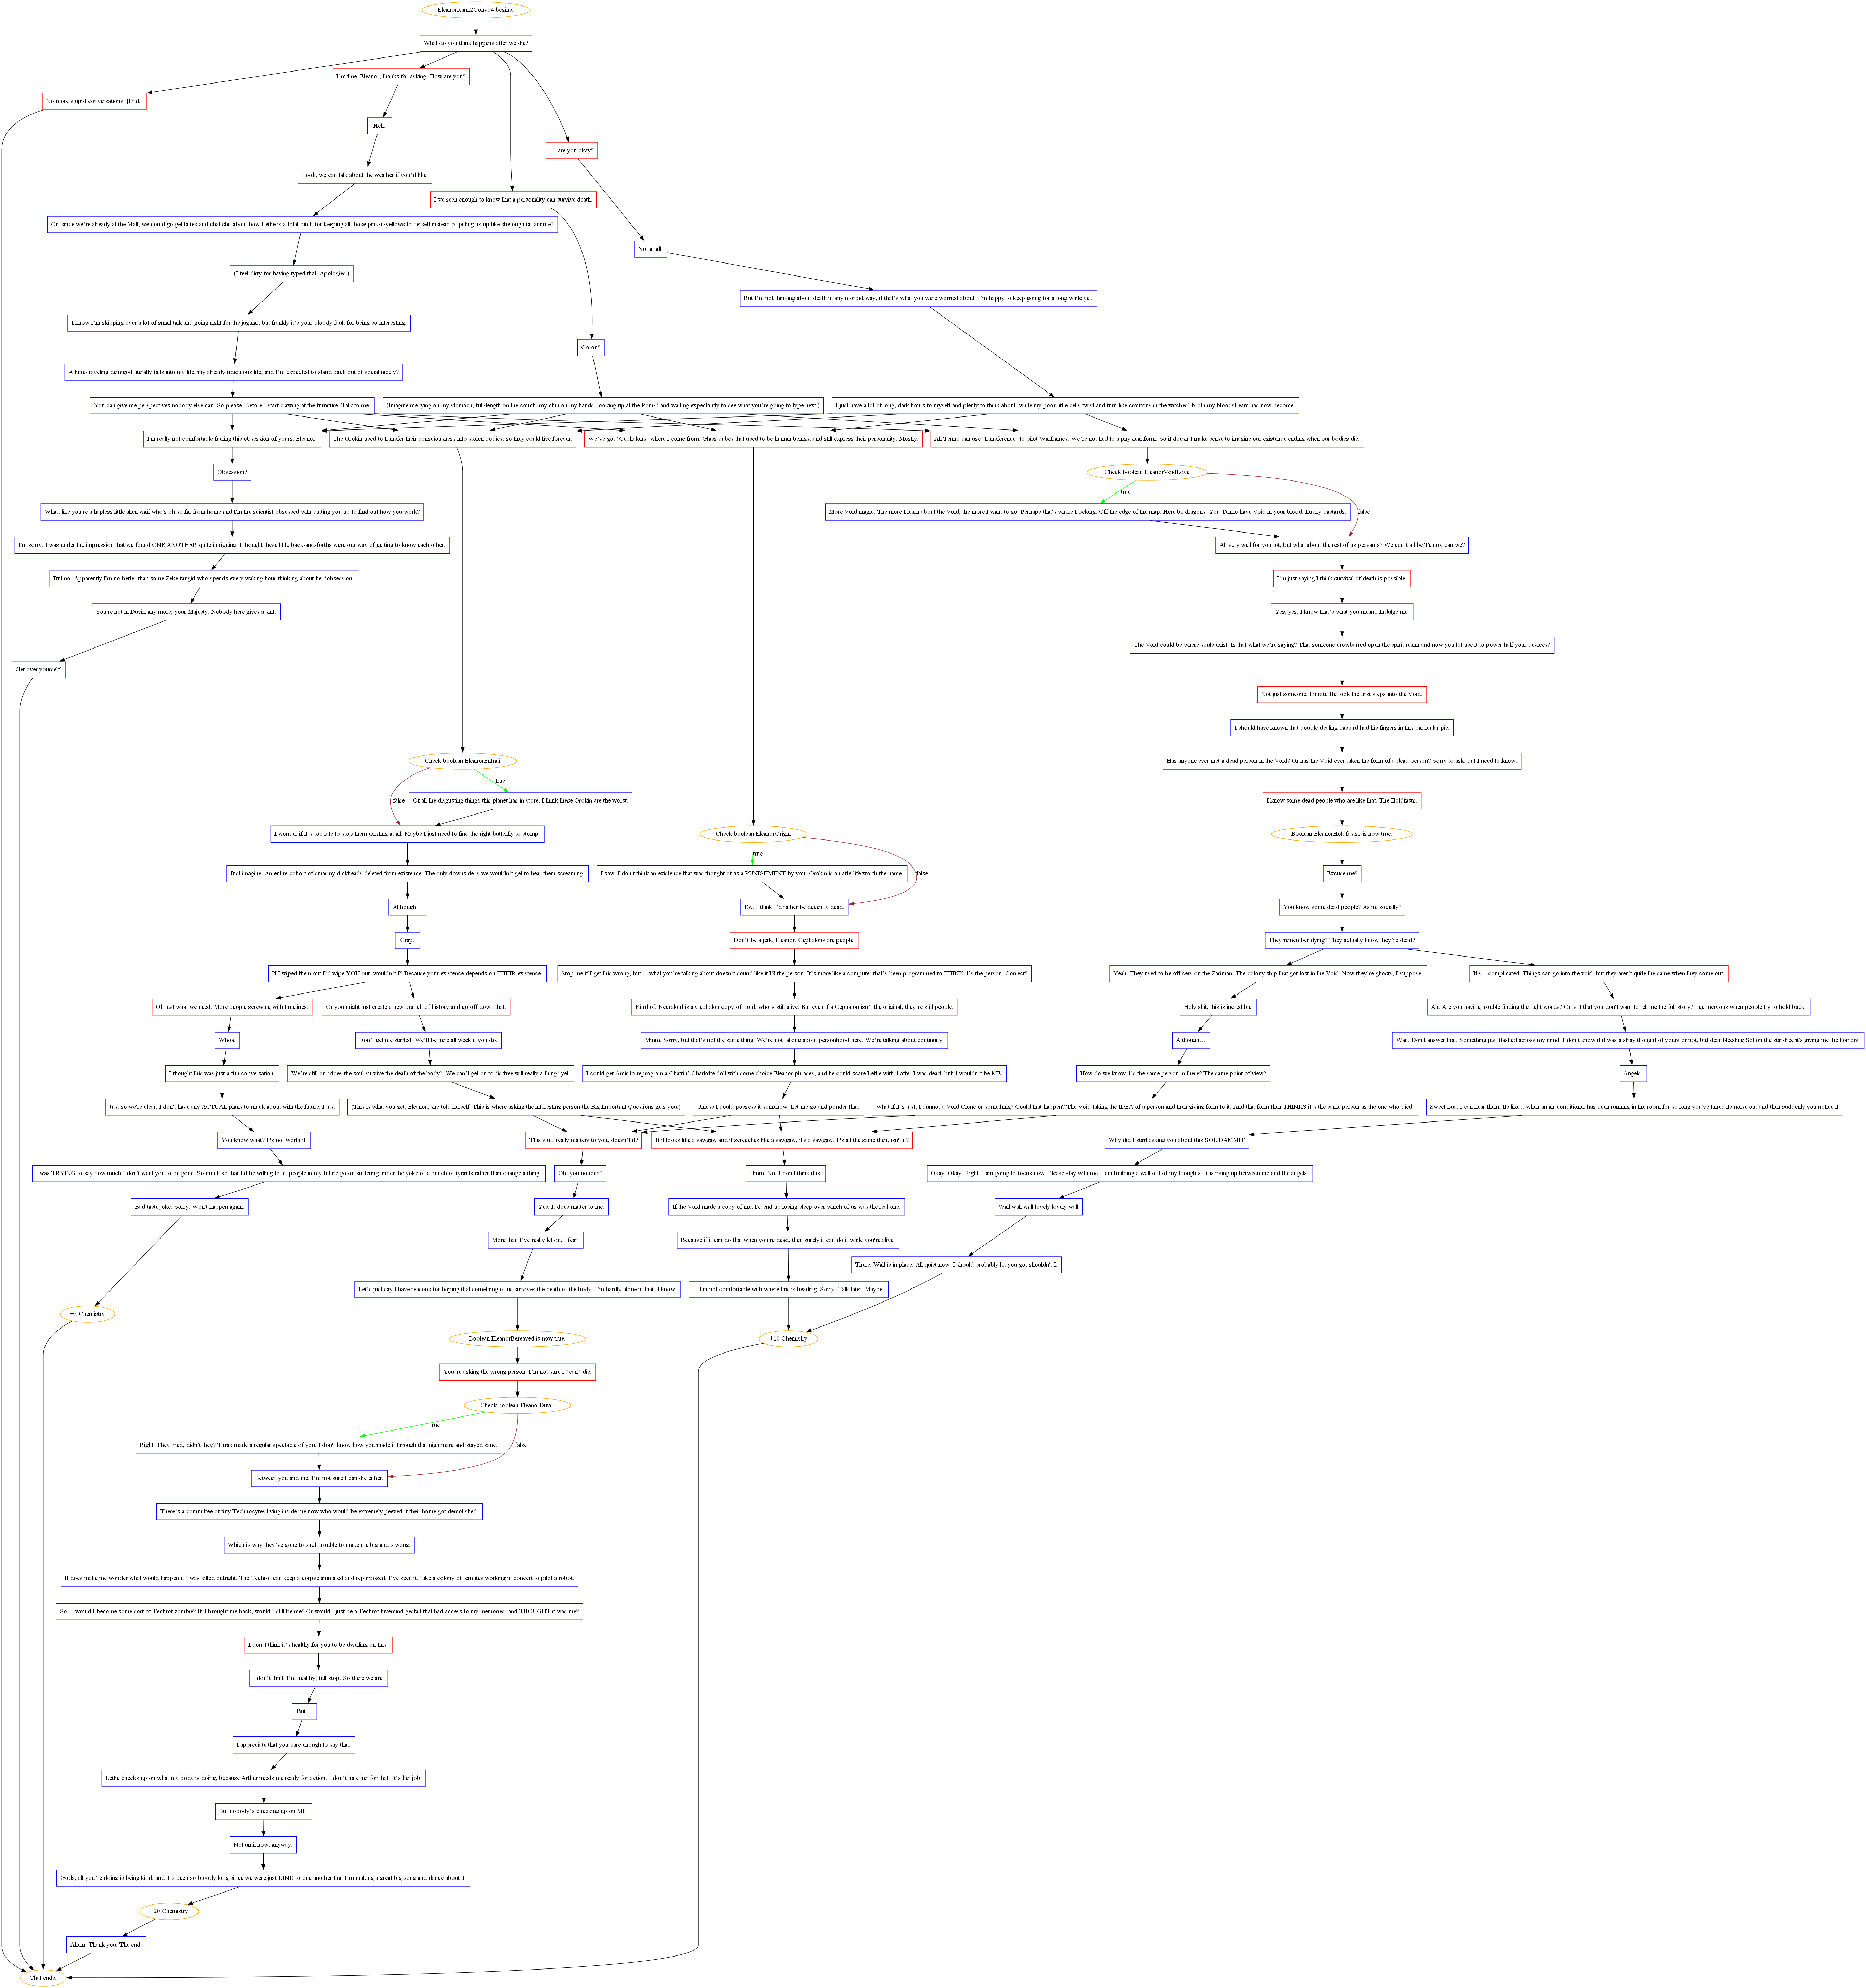 EleanorRank2Convo4 begins.
What do you think happens after we die?
I'm fine, Eleanor, thanks for asking! How are you?
No more stupid conversations. [End.]
Heh.
… are you okay?
Look, we can talk about the weather if you'd like.
I've seen enough to know that a personality can survive death.
Or, since we're already at the Mall, we could go get lattes and chat shit about how Lettie is a total bitch for keeping all those pink-n-yellows to herself instead of pilling us up like she oughtta, amirite?
Not at all.
(I feel dirty for having typed that. Apologies.)
But I'm not thinking about death in any morbid way, if that's what you were worried about. I'm happy to keep going for a long while yet.
I know I'm skipping over a lot of small talk and going right for the jugular, but frankly it's your bloody fault for being so interesting.
Go on?
A time-traveling demigod literally falls into my life, my already ridiculous life, and I'm expected to stand back out of social nicety?
You can give me perspectives nobody else can. So please. Before I start clawing at the furniture. Talk to me.
(Imagine me lying on my stomach, full-length on the couch, my chin on my hands, looking up at the Pom-2 and waiting expectantly to see what you're going to type next.)
I just have a lot of long, dark hours to myself and plenty to think about, while my poor little cells twist and turn like croutons in the witches' broth my bloodstream has now become.
I'm really not comfortable fueling this obsession of yours, Eleanor.
The Orokin used to transfer their consciousness into stolen bodies, so they could live forever.
We've got 'Cephalons' where I come from. Glass cubes that used to be human beings, and still express their personality. Mostly.
All Tenno can use 'transference' to pilot Warframes. We're not tied to a physical form. So it doesn't make sense to imagine our existence ending when our bodies die.
Obsession?
Check boolean EleanorVoidLove
true
What, like you're a hapless little alien waif who's oh so far from home and I'm the scientist obsessed with cutting you up to find out how you work?
More Void magic. The more I learn about the Void, the more I want to go. Perhaps that's where I belong. Off the edge of the map. Here be dragons. You Tenno have Void in your blood. Lucky bastards.
false
I'm sorry. I was under the impression that we found ONE ANOTHER quite intriguing. I thought these little back-and-forths were our way of getting to know each other.
All very well for you lot, but what about the rest of us peasants? We can't all be Tenno, can we?
But no. Apparently I'm no better than some Zeke fangirl who spends every waking hour thinking about her 'obsession'.
I'm just saying I think survival of death is possible.
You're not in Duviri any more, your Majesty. Nobody here gives a shit.
Yes, yes, I know that's what you meant. Indulge me.
The Void could be where souls exist. Is that what we're saying? That someone crowbarred open the spirit realm and now you lot use it to power half your devices?
Get over yourself.
Not just someone. Entrati. He took the first steps into the Void.
I should have known that double-dealing bastard had his fingers in this particular pie.
Check boolean EleanorEntrati
Has anyone ever met a dead person in the Void? Or has the Void ever taken the form of a dead person? Sorry to ask, but I need to know.
true
false
Of all the disgusting things this planet has in store, I think these Orokin are the worst.
I know some dead people who are like that. The Holdfasts.
I wonder if it's too late to stop them existing at all. Maybe I just need to find the right butterfly to stomp.
Check boolean EleanorOrigin
Boolean EleanorHoldfasts1 is now true.
true
Just imagine. An entire cohort of smarmy dickheads deleted from existence. The only downside is we wouldn't get to hear them screaming.
I saw. I don't think an existence that was thought of as a PUNISHMENT by your Orokin is an afterlife worth the name.
false
Excuse me?
Although…
Ew. I think I'd rather be decently dead.
You know some dead people? As in, socially?
Crap.
Don't be a jerk, Eleanor. Cephalons are people.
They remember dying? They actually know they're dead?
If I wiped them out I'd wipe YOU out, wouldn't I? Because your existence depends on THEIR existence.
Stop me if I get this wrong, but… what you're talking about doesn't sound like it IS the person. It's more like a computer that's been programmed to THINK it's the person. Correct?
Yeah. They used to be officers on the Zariman. The colony ship that got lost in the Void. Now they're ghosts, I suppose.
It's... complicated. Things can go into the void, but they aren't quite the same when they come out.
Oh just what we need. More people screwing with timelines.
Or you might just create a new branch of history and go off down that.
Kind of. Necraloid is a Cephalon copy of Loid, who's still alive. But even if a Cephalon isn't the original, they're still people.
Holy shit, this is incredible.
Ah. Are you having trouble finding the right words? Or is it that you don't want to tell me the full story? I get nervous when people try to hold back.
Whoa.
Don't get me started. We'll be here all week if you do.
Mmm. Sorry, but that's not the same thing. We're not talking about personhood here. We're talking about continuity.
Although…
Wait. Don't answer that. Something just flashed across my mind. I don't know if it was a stray thought of yours or not, but dear bleeding Sol on the star-tree it's giving me the horrors.
I thought this was just a fun conversation.
We're still on 'does the soul survive the death of the body'. We can't get on to 'is free will really a thing' yet.
I could get Amir to reprogram a Chattin' Charlotte doll with some choice Eleanor phrases, and he could scare Lettie with it after I was dead, but it wouldn't be ME.
How do we know it's the same person in there? The same point of view?
Angels.
Just so we're clear, I don't have any ACTUAL plans to muck about with the future. I just
(This is what you get, Eleanor, she told herself. This is where asking the interesting person the Big Important Questions gets you.)
Unless I could possess it somehow. Let me go and ponder that.
What if it's just, I dunno, a Void Clone or something? Could that happen? The Void taking the IDEA of a person and then giving form to it. And that form then THINKS it's the same person as the one who died.
Sweet Lua, I can hear them. Its like... when an air conditioner has been running in the room for so long you've tuned its noise out and then suddenly you notice it
You know what? It's not worth it.
This stuff really matters to you, doesn't it?
If it looks like a sawgaw and it screeches like a sawgaw, it's a sawgaw. It's all the same then, isn't it?
Why did I start asking you about this SOL DAMMIT
I was TRYING to say how much I don't want you to be gone. So much so that I'd be willing to let people in my future go on suffering under the yoke of a bunch of tyrants rather than change a thing.
Oh, you noticed?
Hmm. No. I don't think it is.
Okay. Okay. Right. I am going to focus now. Please stay with me. I am building a wall out of my thoughts. It is rising up between me and the angels.
Bad taste joke. Sorry. Won't happen again.
Yes. It does matter to me.
If the Void made a copy of me, I'd end up losing sleep over which of us was the real one.
Wall wall wall lovely lovely wall
More than I've really let on, I fear.
Because if it can do that when you're dead, then surely it can do it while you're alive.
There. Wall is in place. All quiet now. I should probably let you go, shouldn't I.
Let's just say I have reasons for hoping that something of us survives the death of the body. I'm hardly alone in that, I know.
... I'm not comfortable with where this is heading. Sorry. Talk later. Maybe.
+5 Chemistry
Boolean EleanorBereaved is now true.
+10 Chemistry
You're asking the wrong person. I'm not sure I *can* die.
Check boolean EleanorDuviri
true
Right. They tried, didn't they? Thrax made a regular spectacle of you. I don't know how you made it through that nightmare and stayed sane.
false
Between you and me, I'm not sure I can die either.
There's a committee of tiny Technocytes living inside me now who would be extremely peeved if their home got demolished.
Which is why they've gone to such trouble to make me big and stwong.
It does make me wonder what would happen if I was killed outright. The Techrot can keep a corpse animated and repurposed. I've seen it. Like a colony of termites working in concert to pilot a robot.
So… would I become some sort of Techrot zombie? If it brought me back, would I still be me? Or would I just be a Techrot hivemind gestalt that had access to my memories, and THOUGHT it was me?
I don't think it's healthy for you to be dwelling on this.
I don't think I'm healthy, full stop. So there we are.
But…
I appreciate that you care enough to say that.
Lettie checks up on what my body is doing, because Arthur needs me ready for action. I don't hate her for that. It's her job.
But nobody's checking up on ME.
Not until now, anyway.
Gods, all you're doing is being kind, and it's been so bloody long since we were just KIND to one another that I'm making a great big song and dance about it.
+20 Chemistry
Ahem. Thank you. The end.
Chat ends.